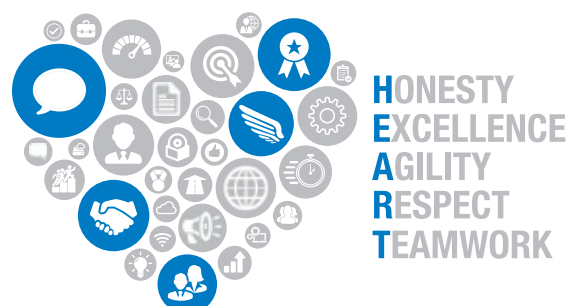 HONESTY
EXCELLENCE
AGILITY
RESPECT
TEAMWORK